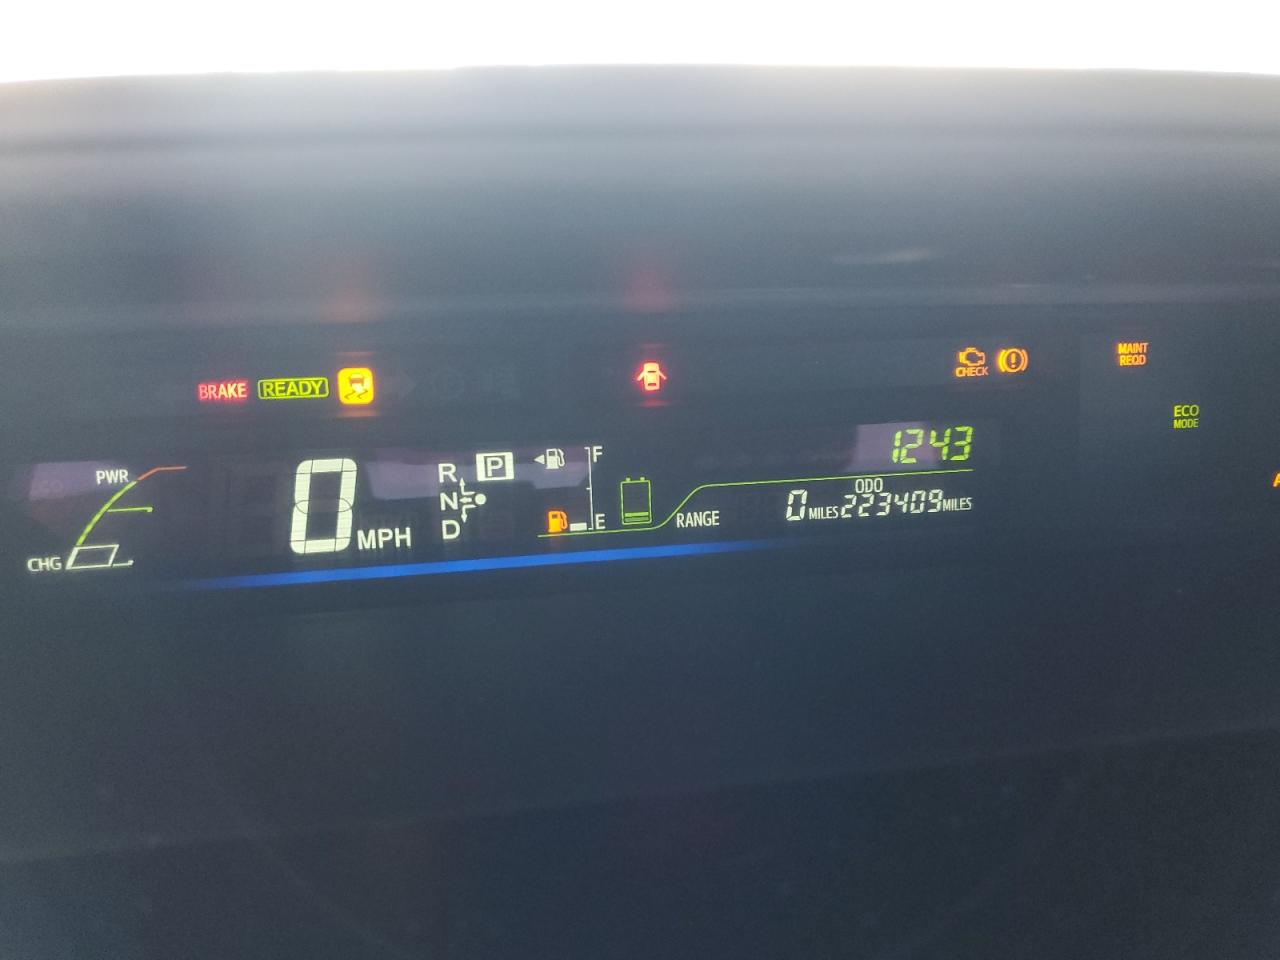 BRAKE READY
CHECK
MAINT
REQD
ECO
MODE
PWR
CHG
0 MPH
R P
N
D
F
E
1243
ODO
RANGE 0 MILES 223409 MILES